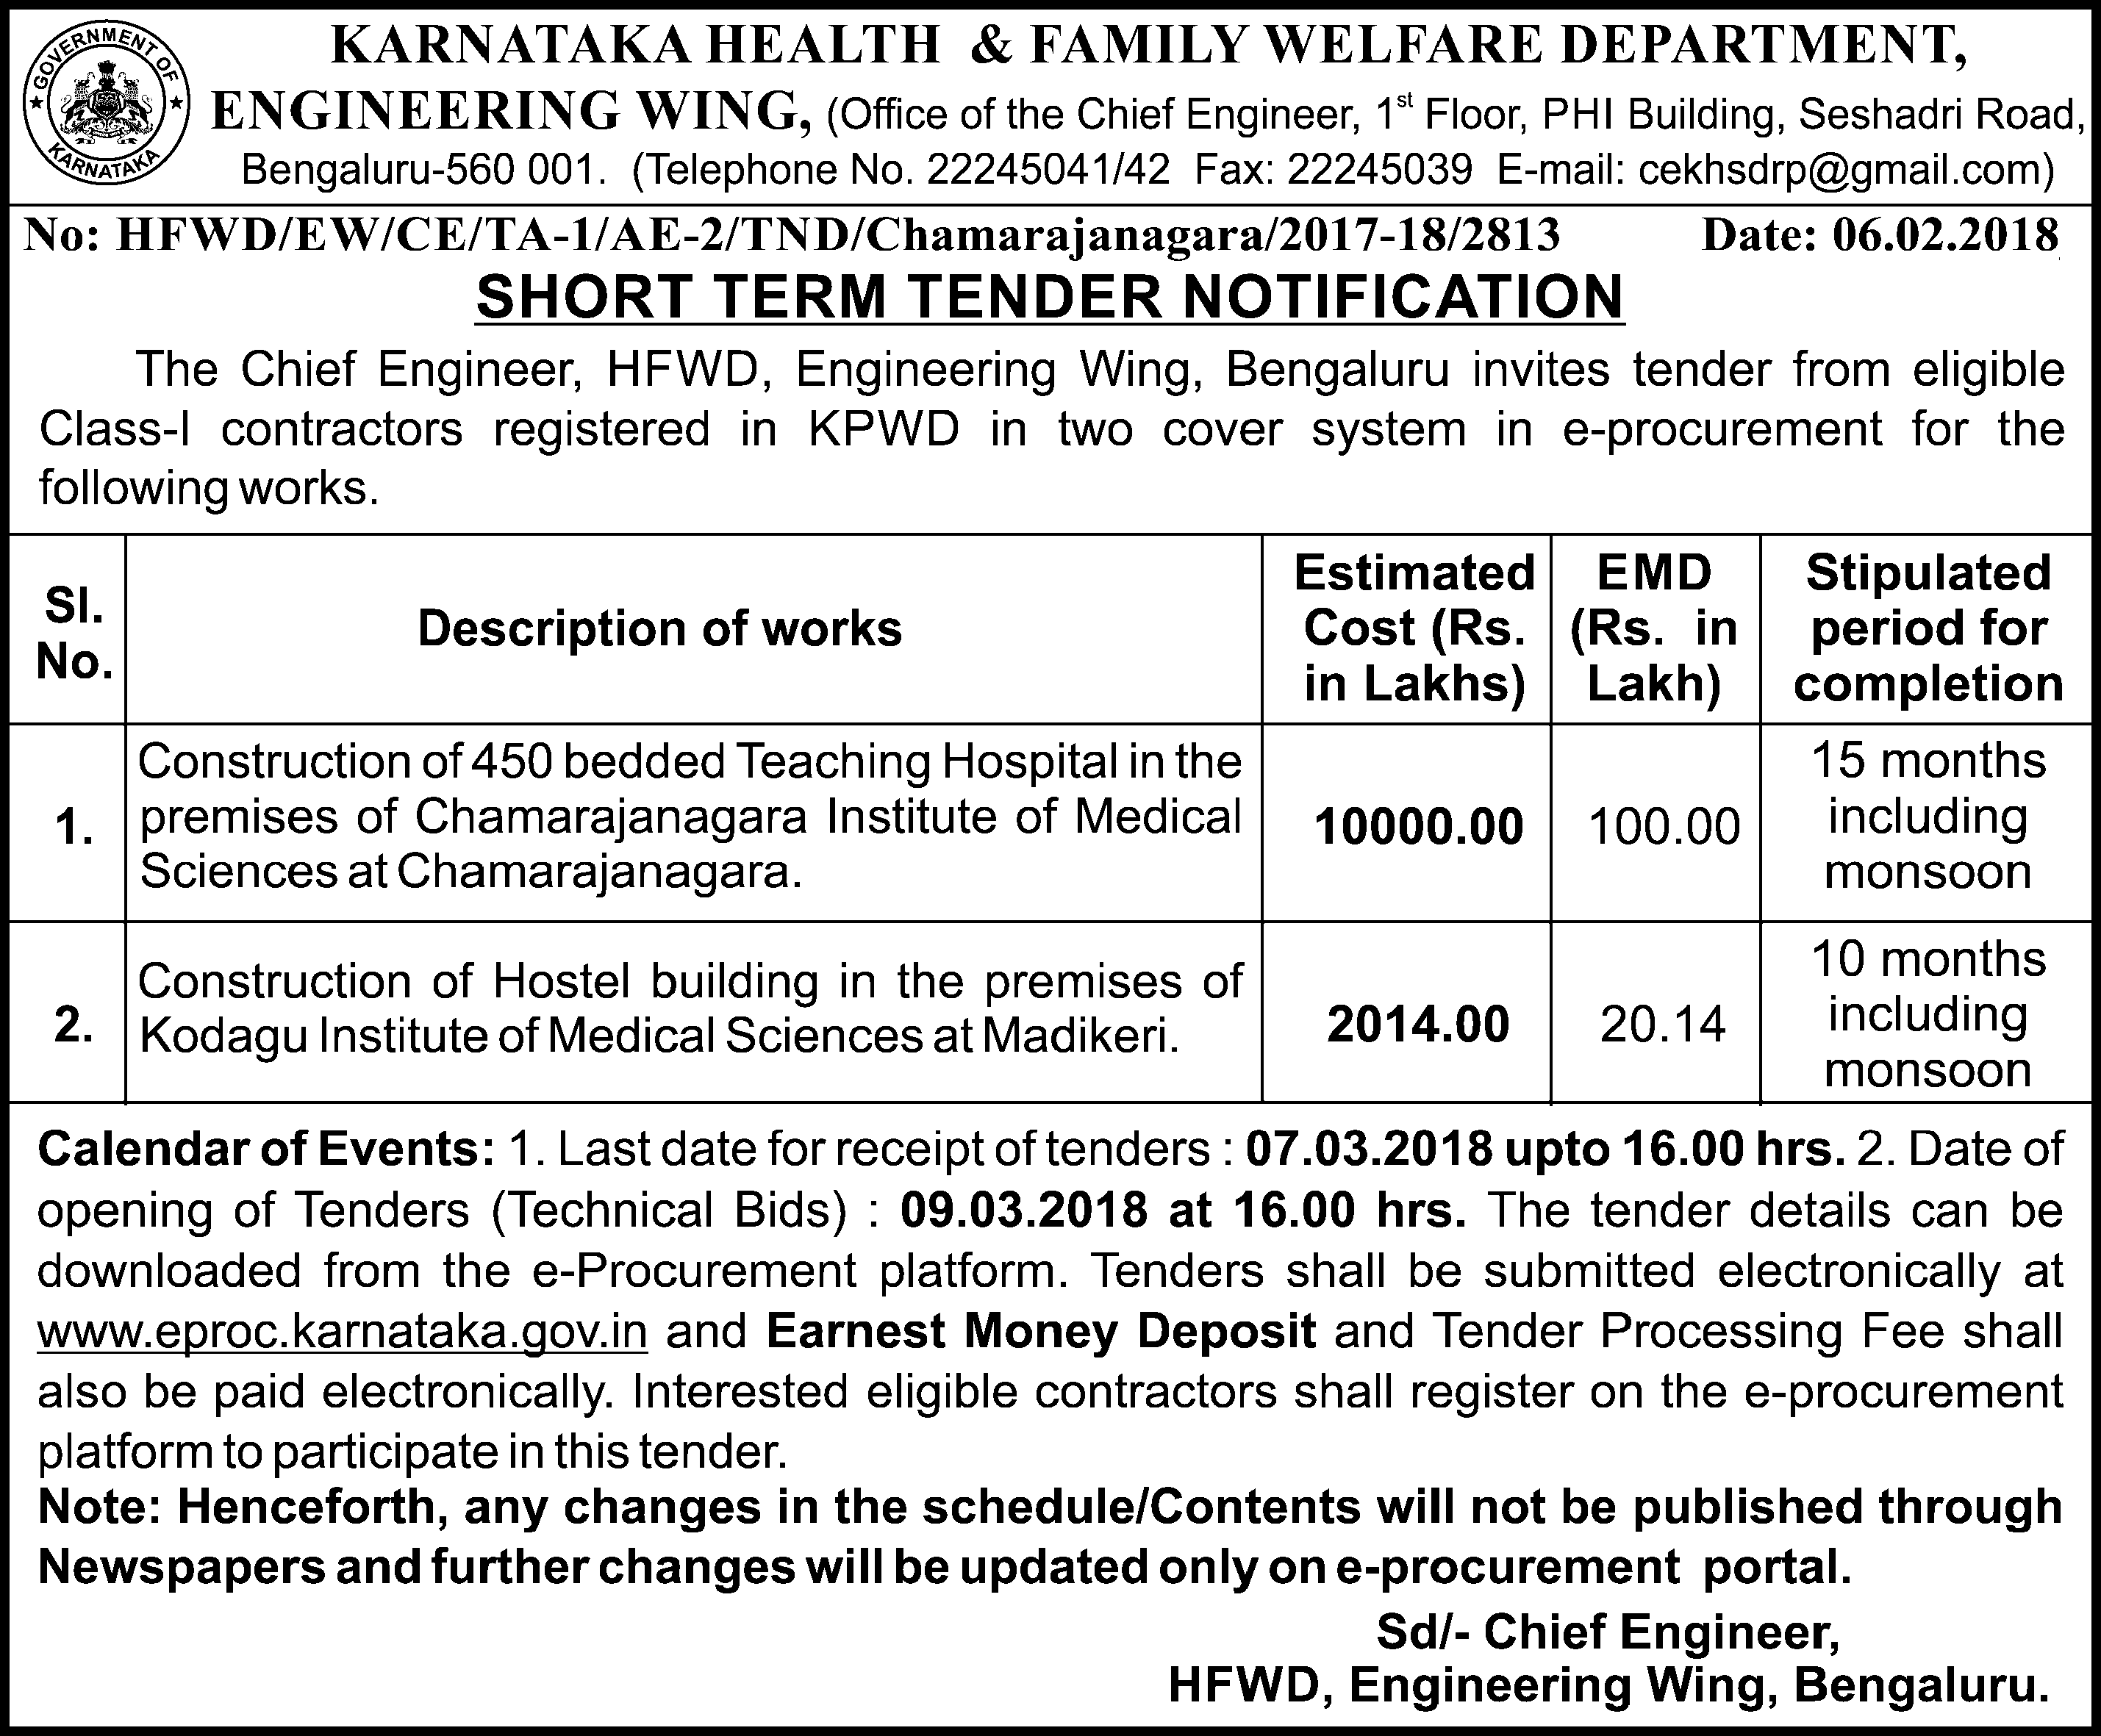 GOVERNMENT OF KARNATAKA
KARNATAKA HEALTH & FAMILY WELFARE DEPARTMENT,
ENGINEERING WING, (Office of the Chief Engineer, 1st Floor, PHI Building, Seshadri Road,
Bengaluru-560 001. (Telephone No. 22245041/42 Fax: 22245039 E-mail: cekhsdrp@gmail.com)
No: HFWD/EW/CE/TA-1/AE-2/TND/Chamarajanagara/2017-18/2813 Date: 06.02.2018
SHORT TERM TENDER NOTIFICATION
The Chief Engineer, HFWD, Engineering Wing, Bengaluru invites tender from eligible
Class-I contractors registered in KPWD in two cover system in e-procurement for the
following works.
Sl.
No.
Description of works
Estimated
Cost (Rs.
in Lakhs)
EMD
(Rs. in
Lakh)
Stipulated
period for
completion
1.
Construction of 450 bedded Teaching Hospital in the
premises of Chamarajanagara Institute of Medical
Sciences at Chamarajanagara.
10000.00
100.00
15 months
including
monsoon
2.
Construction of Hostel building in the premises of
Kodagu Institute of Medical Sciences at Madikeri.
2014.00
20.14
10 months
including
monsoon
Calendar of Events: 1. Last date for receipt of tenders : 07.03.2018 upto 16.00 hrs. 2. Date of
opening of Tenders (Technical Bids) : 09.03.2018 at 16.00 hrs. The tender details can be
downloaded from the e-Procurement platform. Tenders shall be submitted electronically at
www.eproc.karnataka.gov.in and Earnest Money Deposit and Tender Processing Fee shall
also be paid electronically. Interested eligible contractors shall register on the e-procurement
platform to participate in this tender.
Note: Henceforth, any changes in the schedule/Contents will not be published through
Newspapers and further changes will be updated only on e-procurement portal.
Sd/- Chief Engineer,
HFWD, Engineering Wing, Bengaluru.